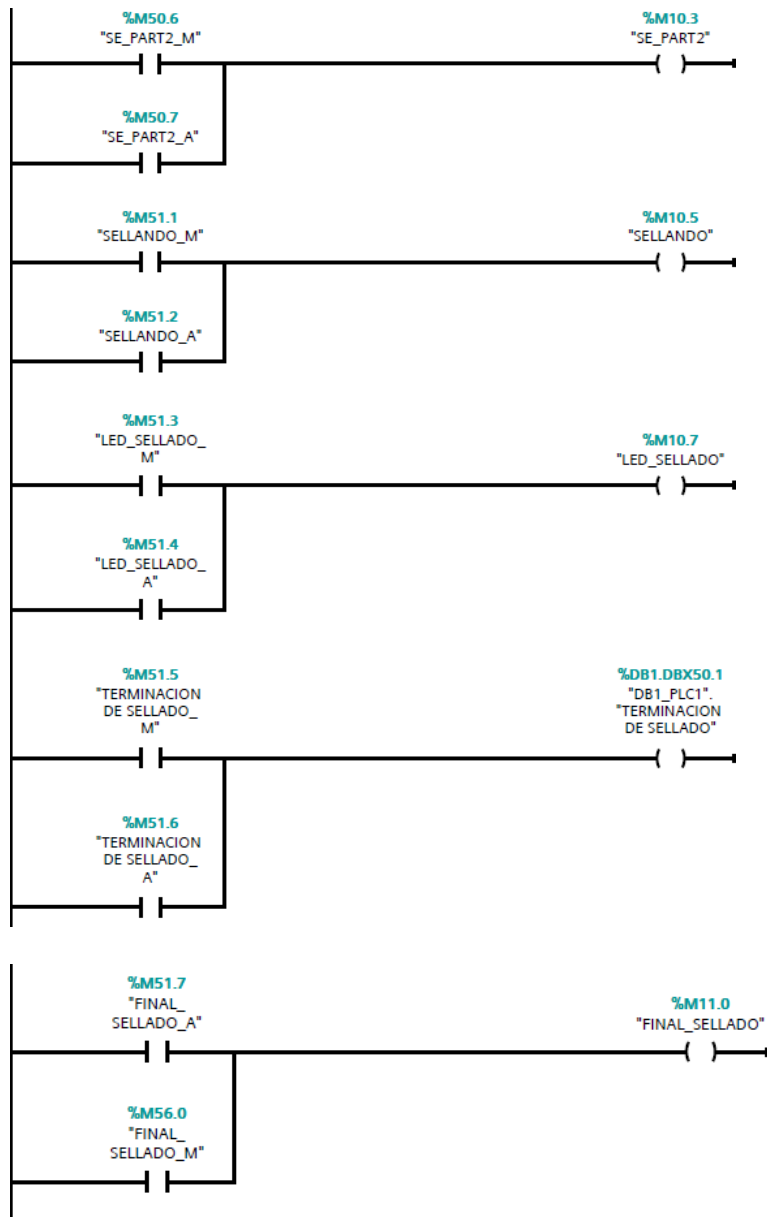 %M50.6
"SE_PART2_M"
%M10.3
"SE_PART2"
%M50.7
"SE_PART2_A"
%M51.1
"SELLANDO_M"
%M10.5
"SELLANDO"
%M51.2
"SELLANDO_A"
%M51.3
"LED_SELLADO_
M"
%M10.7
"LED_SELLADO"
%M51.4
"LED_SELLADO_
A"
%M51.5
"TERMINACION
DE SELLADO_
M"
%DB1.DBX50.1
"DB1_PLC1".
"TERMINACION
DE SELLADO"
%M51.6
"TERMINACION
DE SELLADO_
A"
%M51.7
"FINAL_
SELLADO_A"
%M11.0
"FINAL_SELLADO"
%M56.0
"FINAL_
SELLADO_M"